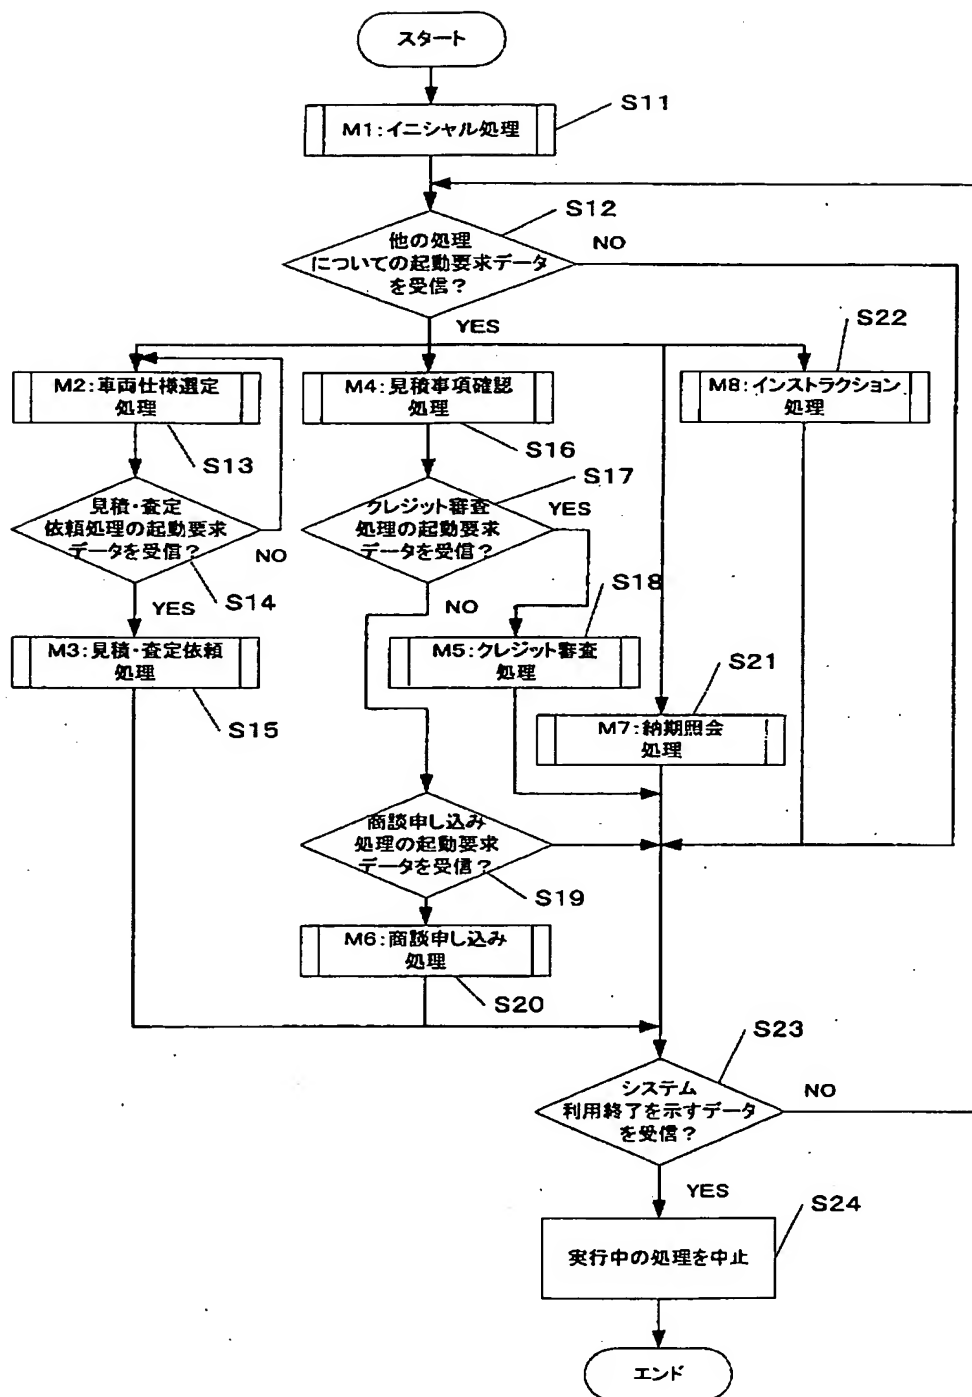 スタート
S11
M1:イニシャル処理
S12
他の処理
についての起動要求データ
を受信?
NO
YES
S22
M2:車両仕様選定
処理
M4:見積事項確認
処理
M8:インストラクション
処理
S13
S16
S17
見積・査定
依頼処理の起動要求
データを受信?
NO
クレジット審査
処理の起動要求
データを受信?
YES
S14
YES
NO
S18
M3:見積・査定依頼
処理
M5:クレジット審査
処理
S21
S15
M7:納期照会
処理
商談申し込み
処理の起動要求
データを受信?
S19
M6:商談申し込み
処理
S20
S23
システム
利用終了を示すデータ
を受信?
NO
YES
S24
実行中の処理を中止
エンド